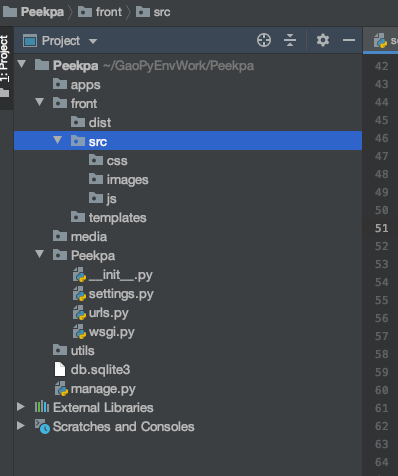 Peekpa front src
1: Project
Project
Peekpa ~/GaoPyEnvWork/Peekpa
apps
front
dist
src
css
images
js
templates
media
Peekpa
__init__.py
settings.py
urls.py
wsgi.py
utils
db.sqlite3
manage.py
External Libraries
Scratches and Consoles
42
43
44
45
46
47
48
49
50
51
52
53
54
55
56
57
58
59
60
61
62
63
64